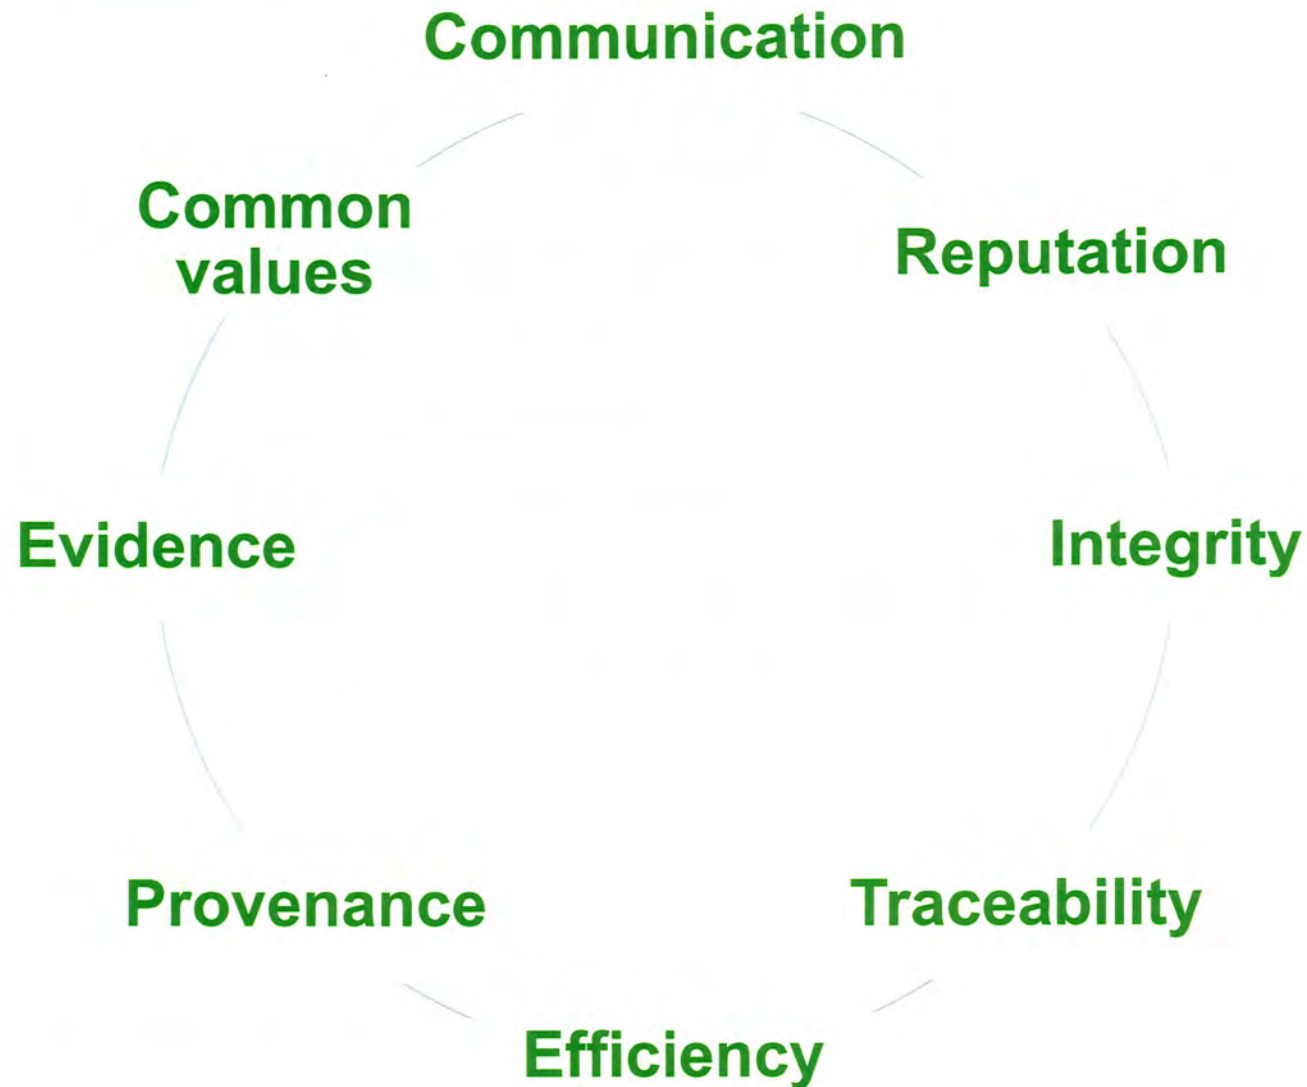 Communication
Reputation
Integrity
Traceability
Efficiency
Provenance
Evidence
Common
values